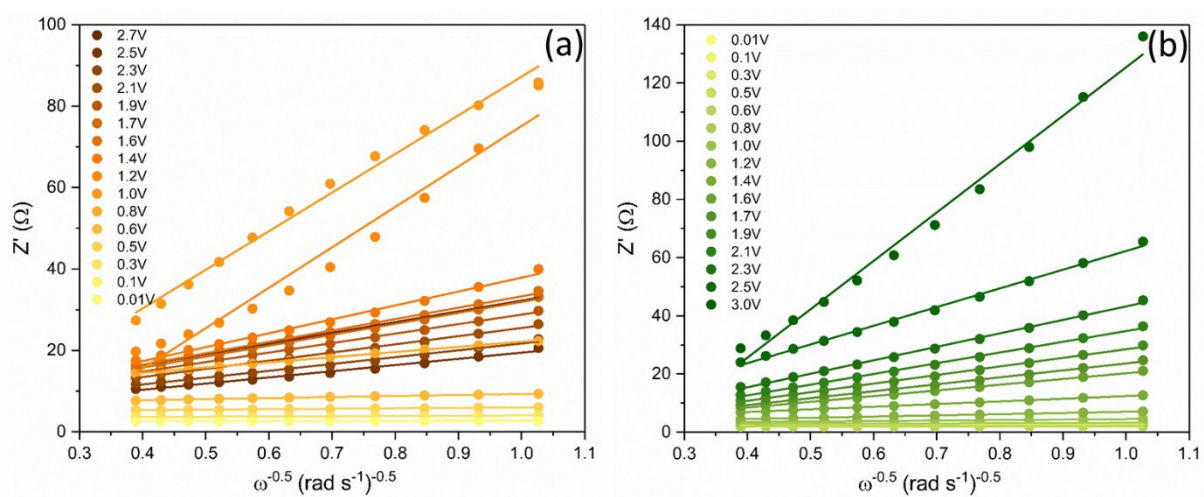 (a)
100
80
60
40
20
0
Z' (Ω)
2.7V
2.5V
2.3V
2.1V
1.9V
1.7V
1.6V
1.4V
1.2V
1.0V
0.8V
0.6V
0.5V
0.3V
0.1V
0.01V
0.3 0.4 0.5 0.6 0.7 0.8 0.9 1.0 1.1
ω⁻⁰·⁵ (rad s⁻¹)⁻⁰·⁵
(b)
140
120
100
80
60
40
20
0
Z' (Ω)
0.01V
0.1V
0.3V
0.5V
0.6V
0.8V
1.0V
1.2V
1.4V
1.6V
1.7V
1.9V
2.1V
2.3V
2.5V
3.0V
0.3 0.4 0.5 0.6 0.7 0.8 0.9 1.0 1.1
ω⁻⁰·⁵ (rad s⁻¹)⁻⁰·⁵